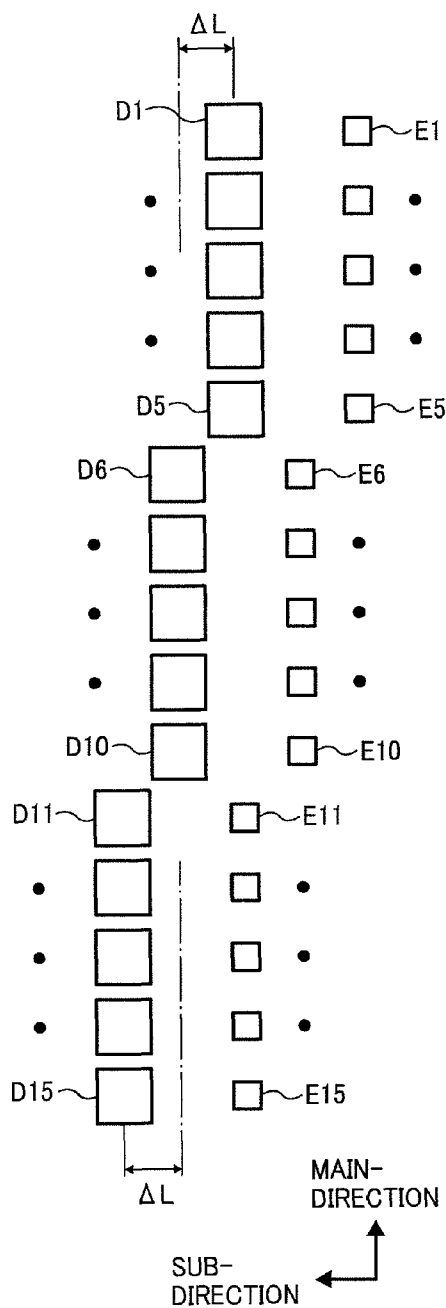 ΔL
D1
E1
D5
E5
D6
E6
D10
E10
D11
E11
D15
E15
ΔL
MAIN-
DIRECTION
SUB-
DIRECTION